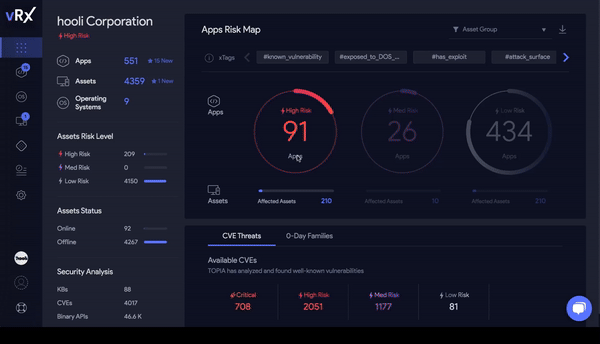 vRX
hooli Corporation
High Risk
Apps 551 15 New
Assets 4359 1 New
Operating Systems 9
Assets Risk Level
High Risk 209
Med Risk 0
Low Risk 4150
Assets Status
Online 92
Offline 4267
Security Analysis
KBs 88
CVEs 4017
Binary APIs 46.6 K
Apps Risk Map
Asset Group
xTags #known_vulnerability #exposed_to_DOS_... #has_exploit #attack_surface
Apps
High Risk
91
Apps
Med Risk
26
Apps
Low Risk
434
Apps
Assets
Affected Assets 210
Affected Assets 10
Affected Assets 310
CVE Threats 0-Day Families
Available CVEs
TOPIA has analyzed and found well-known vulnerabilities
Critical
708
High Risk
2051
Med Risk
1177
Low Risk
81
hooli
OS